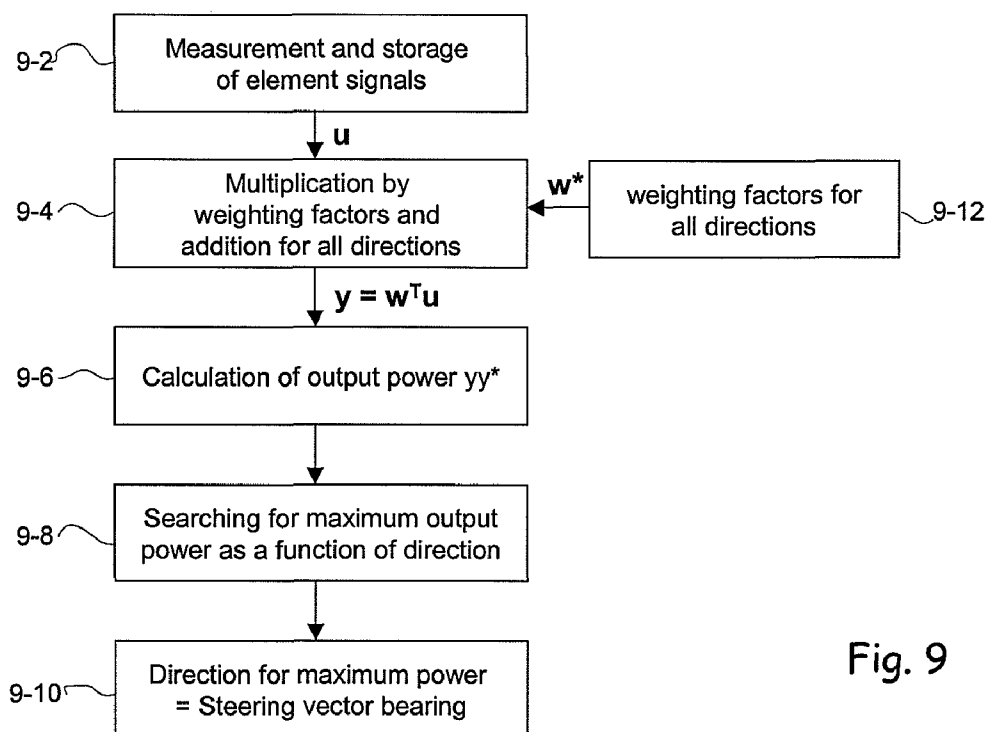 9-2
Measurement and storage
of element signals
u
9-4
Multiplication by
weighting factors and
addition for all directions
w*
weighting factors for
all directions
9-12
y = wᵀu
9-6
Calculation of output power yy*
9-8
Searching for maximum output
power as a function of direction
9-10
Direction for maximum power
= Steering vector bearing
Fig. 9